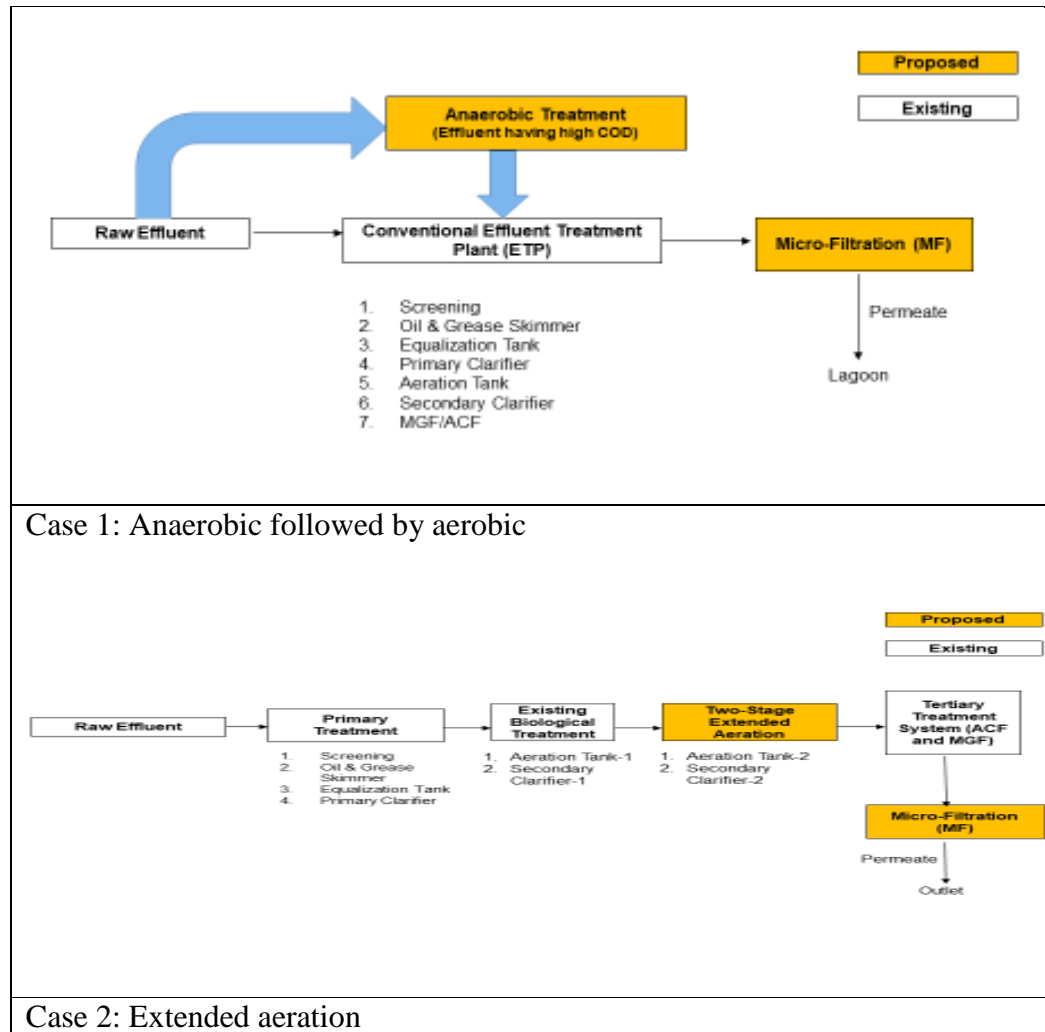 Proposed
Existing
Anaerobic Treatment
(Effluent having high COD)
Raw Effluent
Conventional Effluent Treatment
Plant (ETP)
Micro-Filtration (MF)
1. Screening
2. Oil & Grease Skimmer
3. Equalization Tank
4. Primary Clarifier
5. Aeration Tank
6. Secondary Clarifier
7. MGF/ACF
Permeate
Lagoon
Case 1: Anaerobic followed by aerobic
Proposed
Existing
Raw Effluent
Primary
Treatment
1. Screening
2. Oil & Grease
Skimmer
3. Equalization Tank
4. Primary Clarifier
Existing
Biological
Treatment
1. Aeration Tank-1
2. Secondary
Clarifier-1
Two-Stage
Extended
Aeration
1. Aeration Tank-2
2. Secondary
Clarifier-2
Tertiary
Treatment
System (ACF
and MGF)
Micro-Filtration
(MF)
Permeate
Outlet
Case 2: Extended aeration